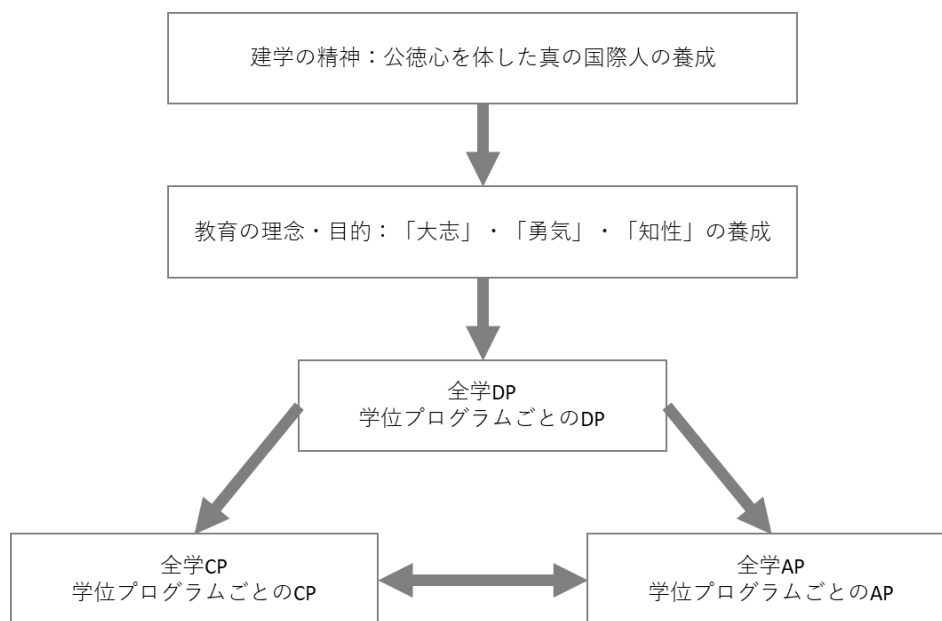 建学の精神：公徳心を体した真の国際人の養成
教育の理念・目的：「大志」・「勇気」・「知性」の養成
全学DP
学位プログラムごとのDP
全学CP
学位プログラムごとのCP
全学AP
学位プログラムごとのAP